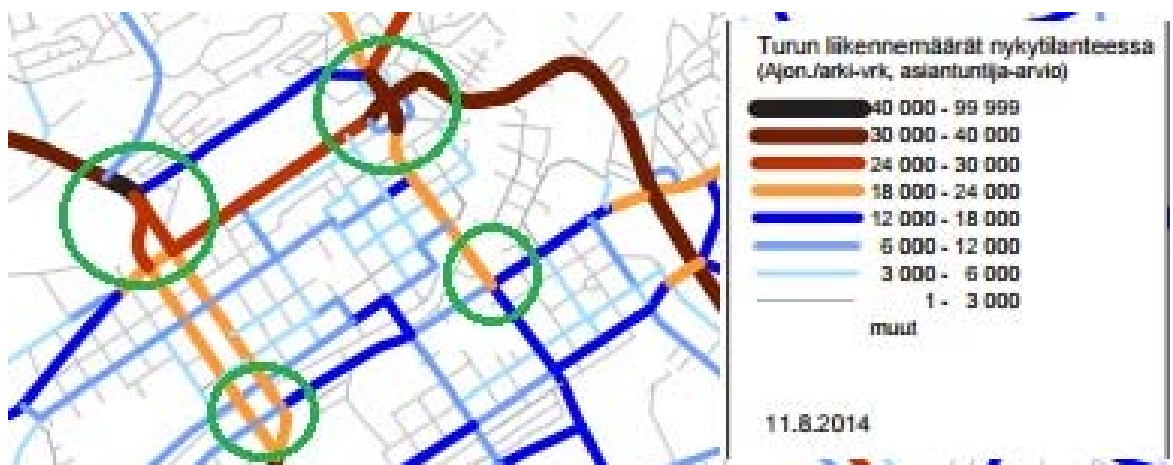 Turun liikennemäärät nykytilanteessa
(Ajon./arki-vrk, asiantuntija-arvio)
40 000 - 99 999
30 000 - 40 000
24 000 - 30 000
18 000 - 24 000
12 000 - 18 000
6 000 - 12 000
3 000 - 6 000
1 - 3 000
muut
11.8.2014